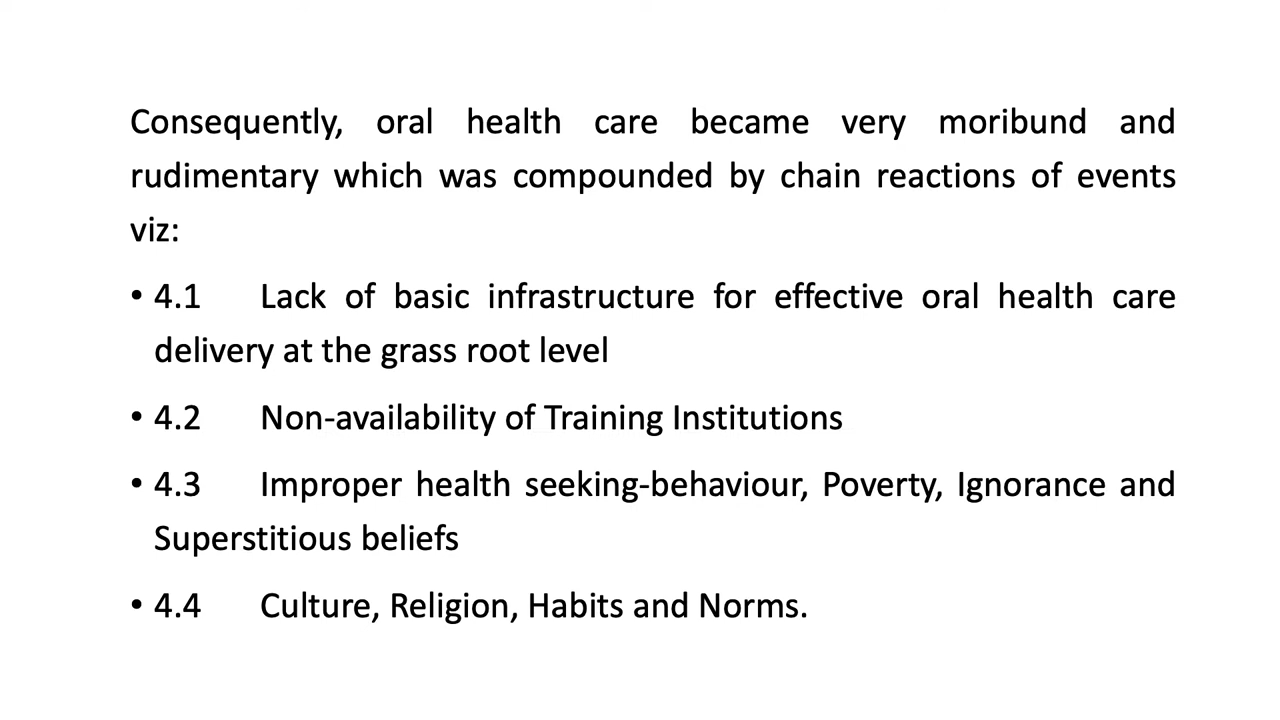 Consequently, oral health care became very moribund and
rudimentary which was compounded by chain reactions of events
viz:
• 4.1 Lack of basic infrastructure for effective oral health care
delivery at the grass root level
• 4.2 Non-availability of Training Institutions
• 4.3 Improper health seeking-behaviour, Poverty, Ignorance and
Superstitious beliefs
• 4.4 Culture, Religion, Habits and Norms.